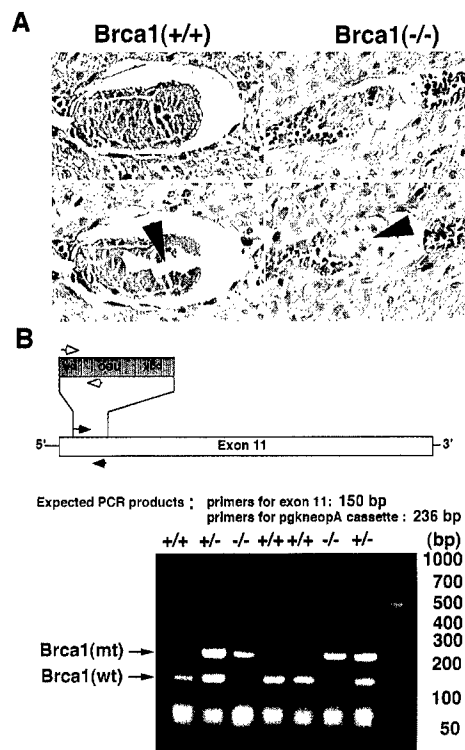 A
Brca1(+/+) Brca1(-/-)
B
neo
5' Exon 11 3'
Expected PCR products : primers for exon 11: 150 bp
primers for pgkneopA cassette : 236 bp
+/+ +/- -/- +/+ +/+ -/- +/- (bp)
1000
700
500
400
300
Brca1(mt)
200
Brca1(wt)
100
50